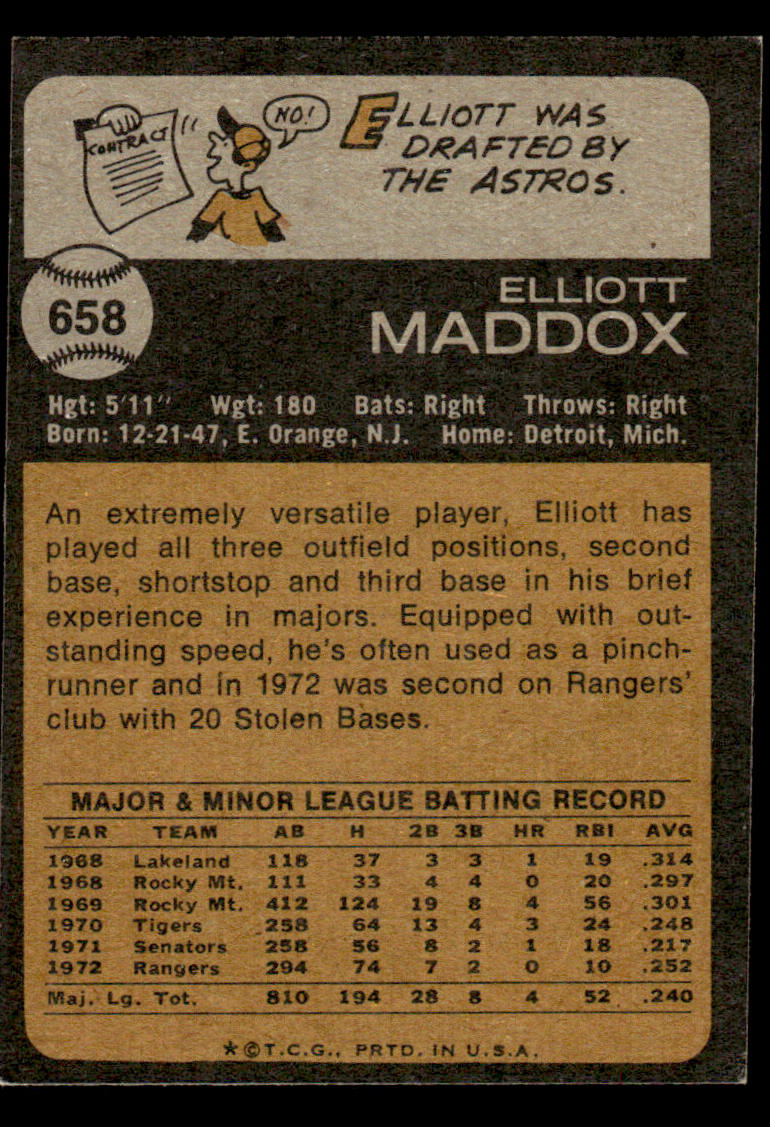 CONTRACT
NO!
ELLIOTT WAS
DRAFTED BY
THE ASTROS.
658
ELLIOTT
MADDOX
Hgt: 5'11" Wgt: 180 Bats: Right Throws: Right
Born: 12-21-47, E. Orange, N.J. Home: Detroit, Mich.
An extremely versatile player, Elliott has
played all three outfield positions, second
base, shortstop and third base in his brief
experience in majors. Equipped with out-
standing speed, he's often used as a pinch-
runner and in 1972 was second on Rangers'
club with 20 Stolen Bases.
MAJOR & MINOR LEAGUE BATTING RECORD
YEAR TEAM AB H 2B 3B HR RBI AVG
1968 Lakeland 118 37 3 3 1 19 .314
1968 Rocky Mt. 111 33 4 4 0 20 .297
1969 Rocky Mt. 412 124 19 8 4 56 .301
1970 Tigers 258 64 13 4 3 24 .248
1971 Senators 258 56 8 2 1 18 .217
1972 Rangers 294 74 7 2 0 10 .252
Maj. Lg. Tot. 810 194 28 8 4 52 .240
*©T.C.G., PRTD. IN U.S.A.